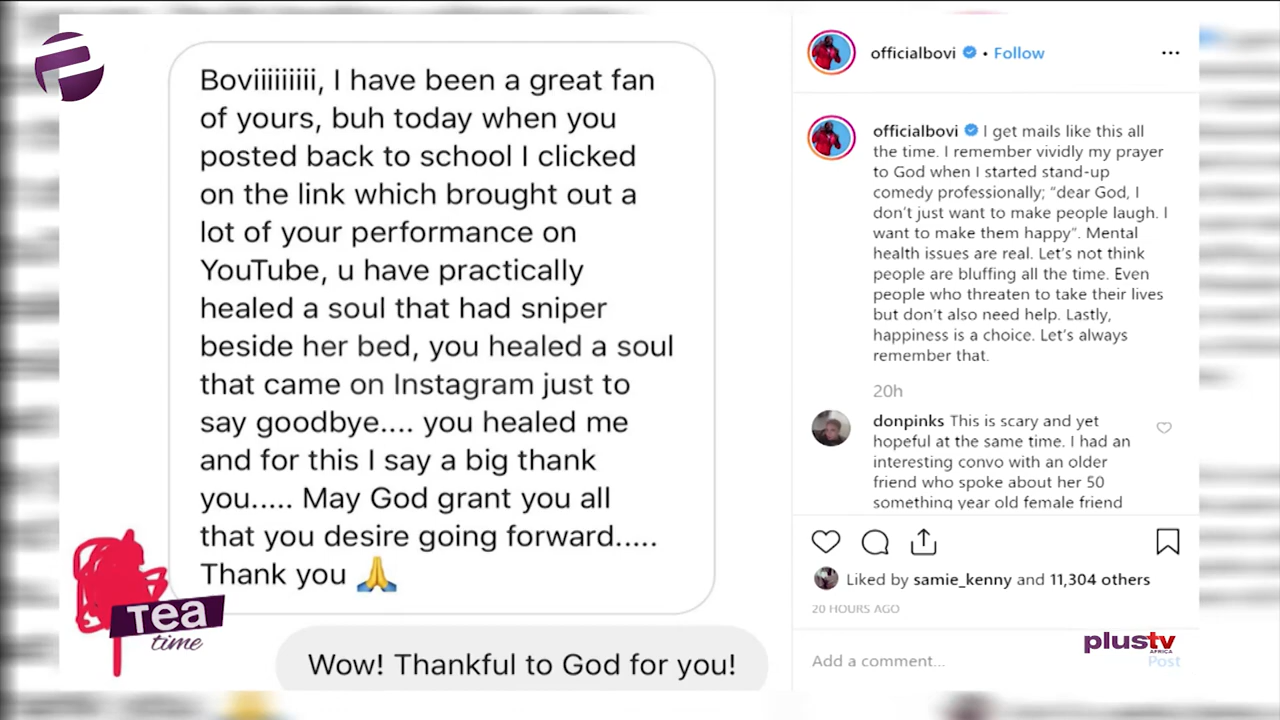 Boviiiiiiiiii, I have been a great fan
of yours, buh today when you
posted back to school I clicked
on the link which brought out a
lot of your performance on
YouTube, u have practically
healed a soul that had sniper
beside her bed, you healed a soul
that came on Instagram just to
say goodbye.... you healed me
and for this I say a big thank
you..... May God grant you all
that you desire going forward.....
Thank you 🙏
Wow! Thankful to God for you!
Tea
time
officialbovi • Follow
officialbovi I get mails like this all
the time. I remember vividly my prayer
to God when I started stand-up
comedy professionally; “dear God, I
don’t just want to make people laugh. I
want to make them happy”. Mental
health issues are real. Let’s not think
people are bluffing all the time. Even
people who threaten to take their lives
but don’t also need help. Lastly,
happiness is a choice. Let’s always
remember that.
20h
donpinks This is scary and yet
hopeful at the same time. I had an
interesting convo with an older
friend who spoke about her 50
something year old female friend
Liked by samie_kenny and 11,304 others
20 HOURS AGO
plustv
AFRICA
Add a comment...
Post